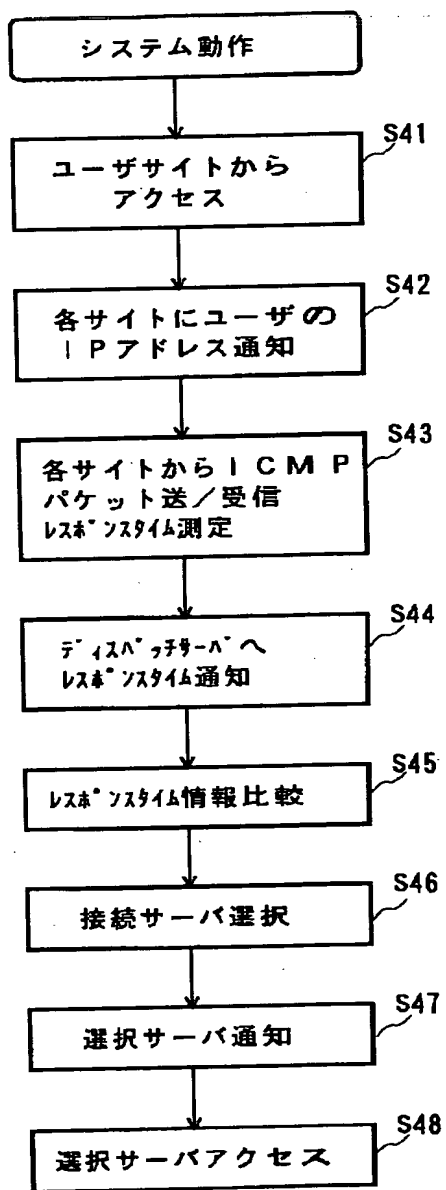 システム動作
S41
ユーザサイトから
アクセス
S42
各サイトにユーザの
IPアドレス通知
S43
各サイトからICMP
パケット送/受信
ﾚｽﾎﾟﾝｽﾀｲﾑ測定
S44
ﾃﾞｨｽﾊﾟｯﾁｻｰﾊﾞへ
ﾚｽﾎﾟﾝｽﾀｲﾑ通知
S45
ﾚｽﾎﾟﾝｽﾀｲﾑ情報比較
S46
接続サーバ選択
S47
選択サーバ通知
S48
選択サーバアクセス